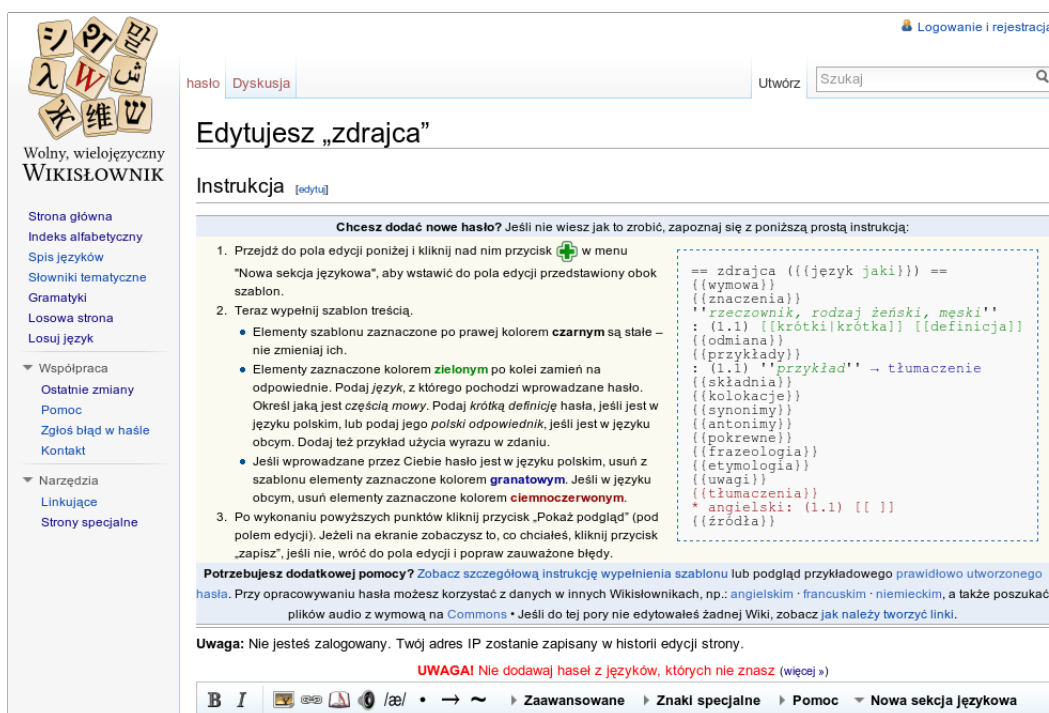 Logowanie i rejestracja
hasło Dyskusja Utwórz Szukaj
シ 말
λ W ش
维 ש
Wolny, wielojęzyczny
WIKISŁOWNIK
Strona główna
Indeks alfabetyczny
Spis języków
Słowniki tematyczne
Gramatyki
Losowa strona
Losuj język
Współpraca
Ostatnie zmiany
Pomoc
Zgłoś błąd w haśle
Kontakt
Narzędzia
Linkujące
Strony specjalne
Edytujesz „zdrajca”
Instrukcja [edytuj]
Chcesz dodać nowe hasło? Jeśli nie wiesz jak to zrobić, zapoznaj się z poniższą prostą instrukcją:
1. Przejdź do pola edycji poniżej i kliknij nad nim przycisk w menu
"Nowa sekcja językowa", aby wstawić do pola edycji przedstawiony obok
szablon.
2. Teraz wypełnij szablon treścią.
• Elementy szablonu zaznaczone po prawej kolorem czarnym są stałe –
nie zmieniaj ich.
• Elementy zaznaczone kolorem zielonym po kolei zamień na
odpowiednie. Podaj język, z którego pochodzi wprowadzane hasło.
Określ jaką jest częścią mowy. Podaj krótką definicję hasła, jeśli jest w
języku polskim, lub podaj jego polski odpowiednik, jeśli jest w języku
obcym. Dodaj też przykład użycia wyrazu w zdaniu.
• Jeśli wprowadzane przez Ciebie hasło jest w języku polskim, usuń z
szablonu elementy zaznaczone kolorem granatowym. Jeśli w języku
obcym, usuń elementy zaznaczone kolorem ciemnoczerwonym.
3. Po wykonaniu powyższych punktów kliknij przycisk „Pokaż podgląd” (pod
polem edycji). Jeżeli na ekranie zobaczysz to, co chciałeś, kliknij przycisk
„zapisz”, jeśli nie, wróć do pola edycji i popraw zauważone błędy.
== zdrajca ({{język jaki}}) ==
{{wymowa}}
{{znaczenia}}
''rzeczownik, rodzaj żeński, męski''
: (1.1) [[krótki|krótka]] [[definicja]]
{{odmiana}}
{{przykłady}}
: (1.1) ''przykład'' → tłumaczenie
{{składnia}}
{{kolokacje}}
{{synonimy}}
{{antonimy}}
{{pokrewne}}
{{frazeologia}}
{{etymologia}}
{{uwagi}}
{{tłumaczenia}}
* angielski: (1.1) [[ ]]
{{źródła}}
Potrzebujesz dodatkowej pomocy? Zobacz szczegółową instrukcję wypełnienia szablonu lub podgląd przykładowego prawidłowo utworzonego
hasła. Przy opracowywaniu hasła możesz korzystać z danych w innych Wikisłownikach, np.: angielskim · francuskim · niemieckim, a także poszukać
plików audio z wymową na Commons • Jeśli do tej pory nie edytowałeś żadnej Wiki, zobacz jak należy tworzyć linki.
Uwaga: Nie jesteś zalogowany. Twój adres IP zostanie zapisany w historii edycji strony.
UWAGA! Nie dodawaj haseł z języków, których nie znasz (więcej »)
B I /æ/ • → ~ Zaawansowane Znaki specjalne Pomoc Nowa sekcja językowa